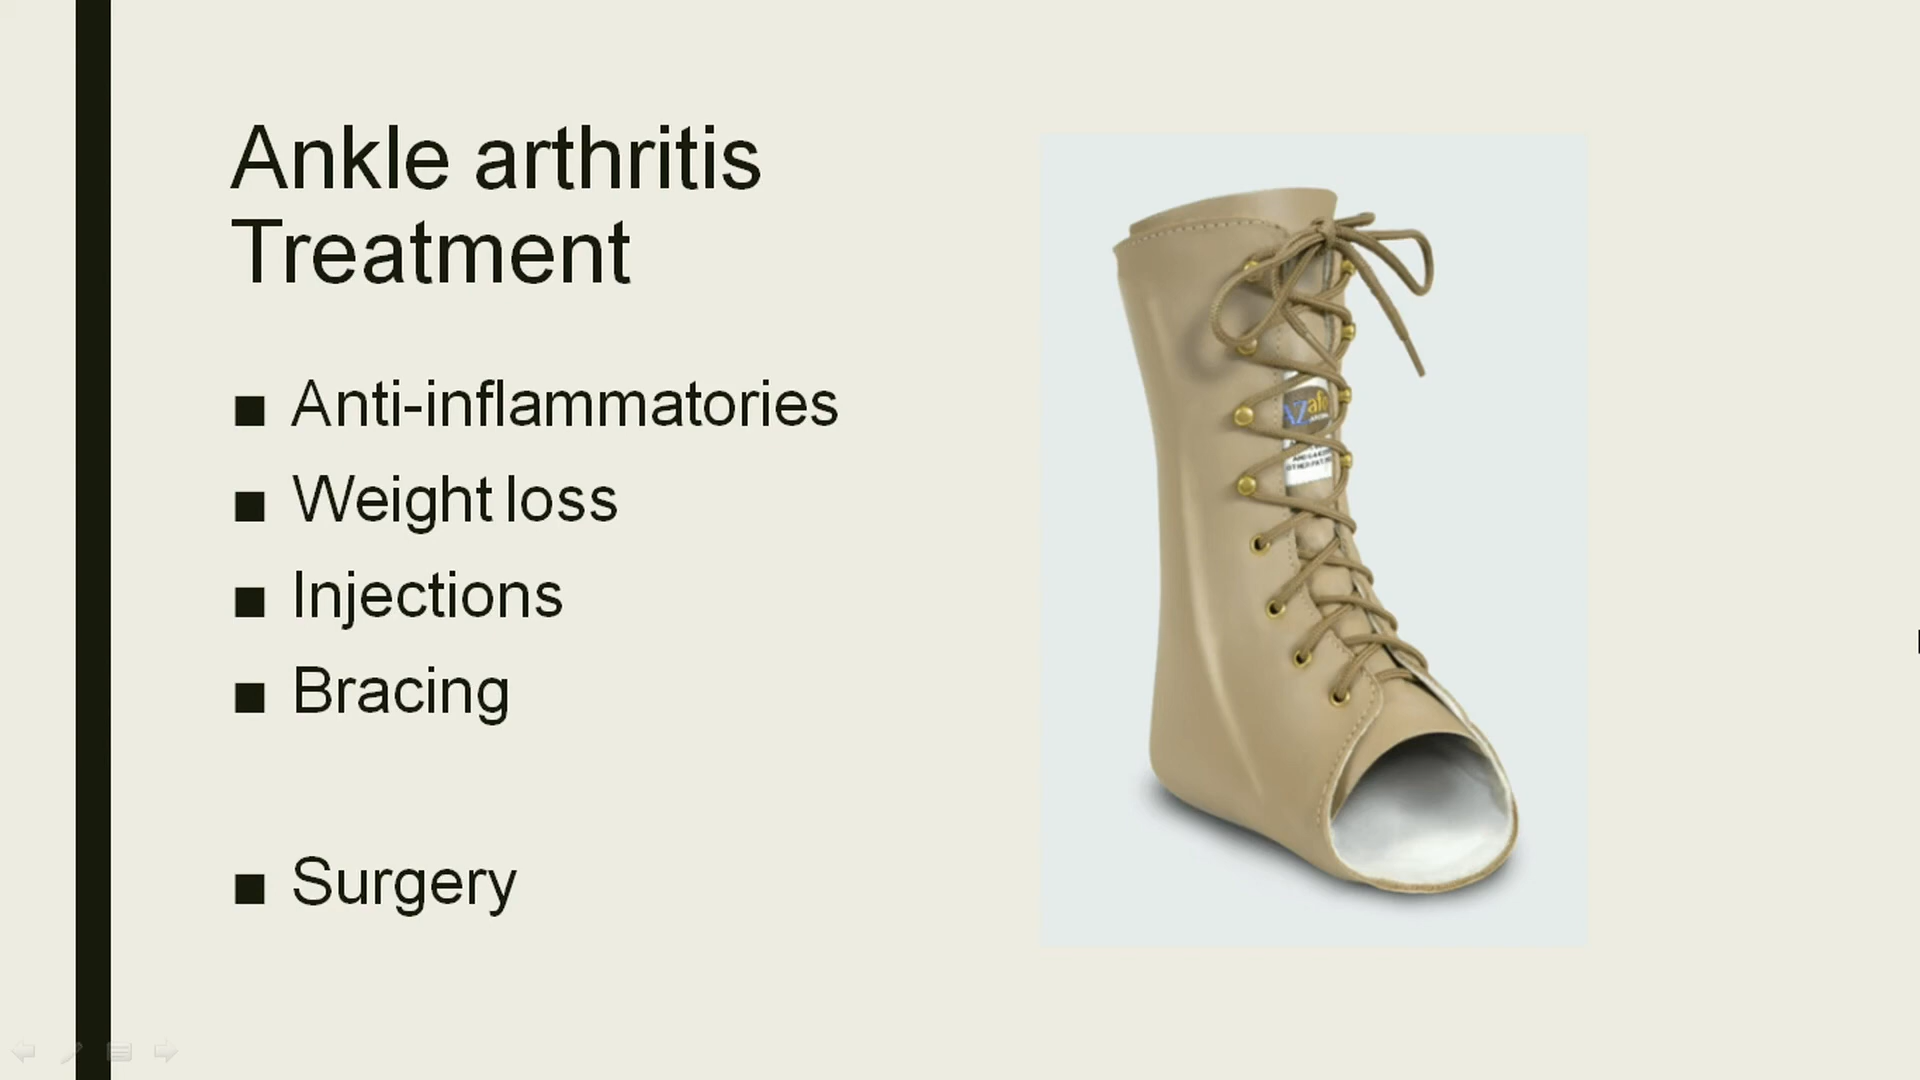 Ankle arthritis
Treatment
■ Anti-inflammatories
■ Weight loss
■ Injections
■ Bracing
■ Surgery